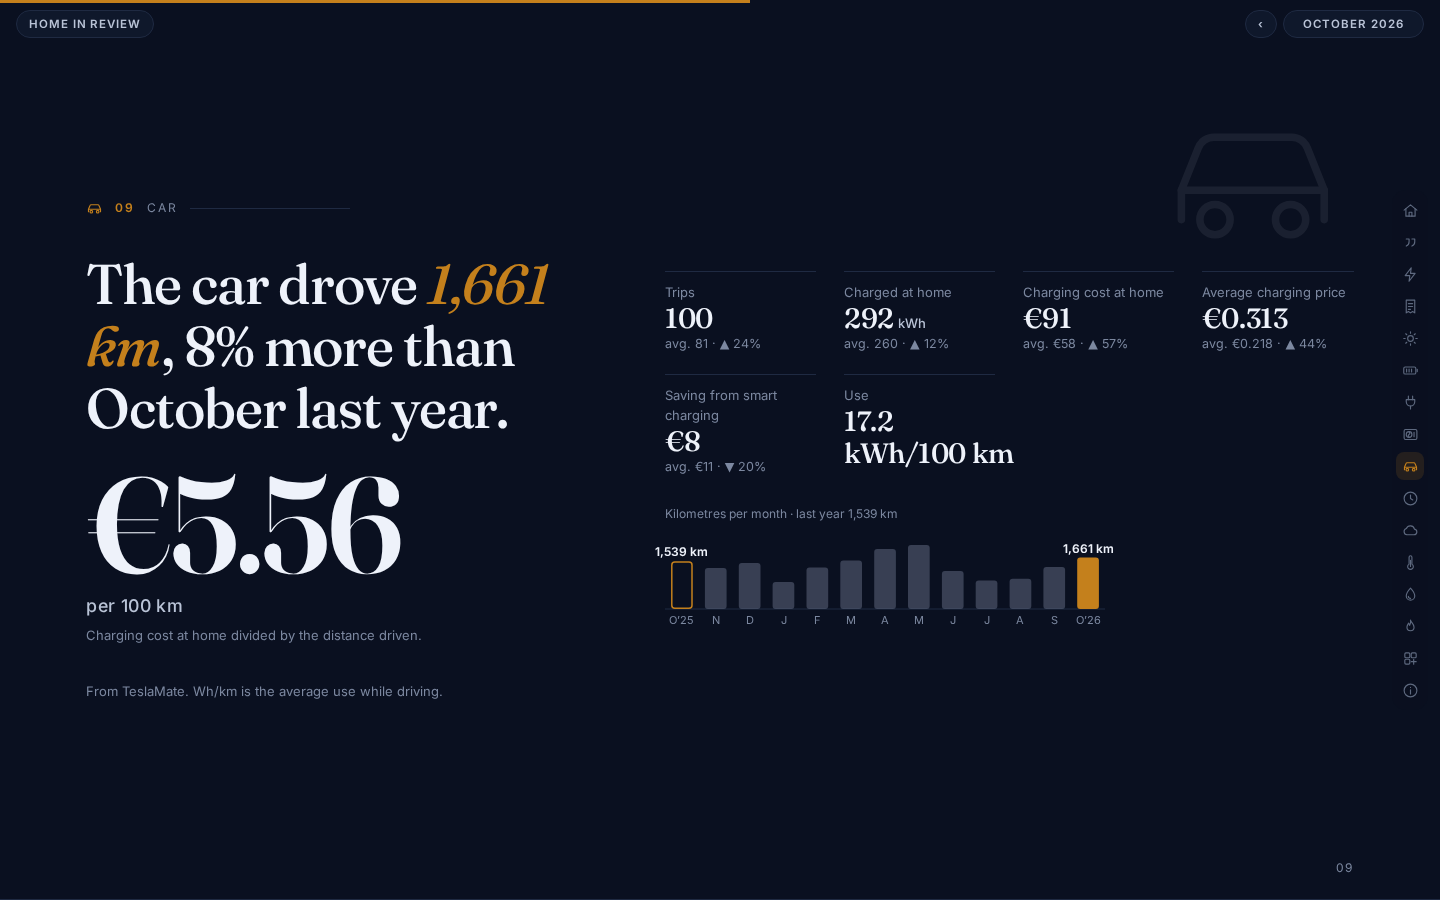 HOME IN REVIEW
‹
OCTOBER 2026
09 CAR
The car drove 1,661
km, 8% more than
October last year.
€5.56
per 100 km
Charging cost at home divided by the distance driven.
From TeslaMate. Wh/km is the average use while driving.
Trips
100
avg. 81 · ▲ 24%
Charged at home
292 kWh
avg. 260 · ▲ 12%
Charging cost at home
€91
avg. €58 · ▲ 57%
Average charging price
€0.313
avg. €0.218 · ▲ 44%
Saving from smart
charging
€8
avg. €11 · ▼ 20%
Use
17.2
kWh/100 km
Kilometres per month · last year 1,539 km
1,539 km
1,661 km
O'25 N D J F M A M J J A S O'26
09